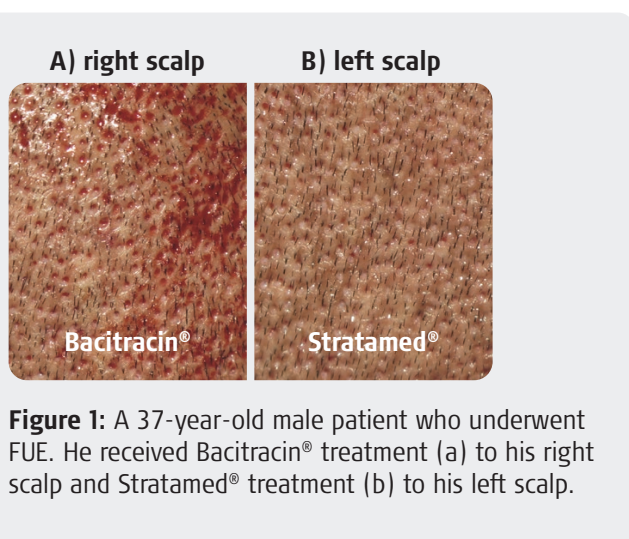 A) right scalp
B) left scalp
Bacitracin®
Stratamed®
Figure 1: A 37-year-old male patient who underwent
FUE. He received Bacitracin® treatment (a) to his right
scalp and Stratamed® treatment (b) to his left scalp.